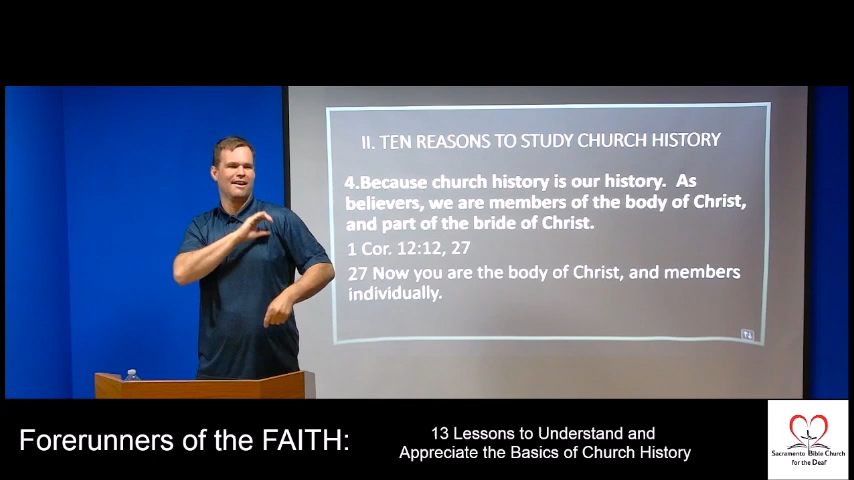 II. TEN REASONS TO STUDY CHURCH HISTORY
4.Because church history is our history. As
believers, we are members of the body of Christ,
and part of the bride of Christ.
1 Cor. 12:12, 27
27 Now you are the body of Christ, and members
individually.
Forerunners of the FAITH:
13 Lessons to Understand and
Appreciate the Basics of Church History
Sacramento Bible Church
for the Deaf